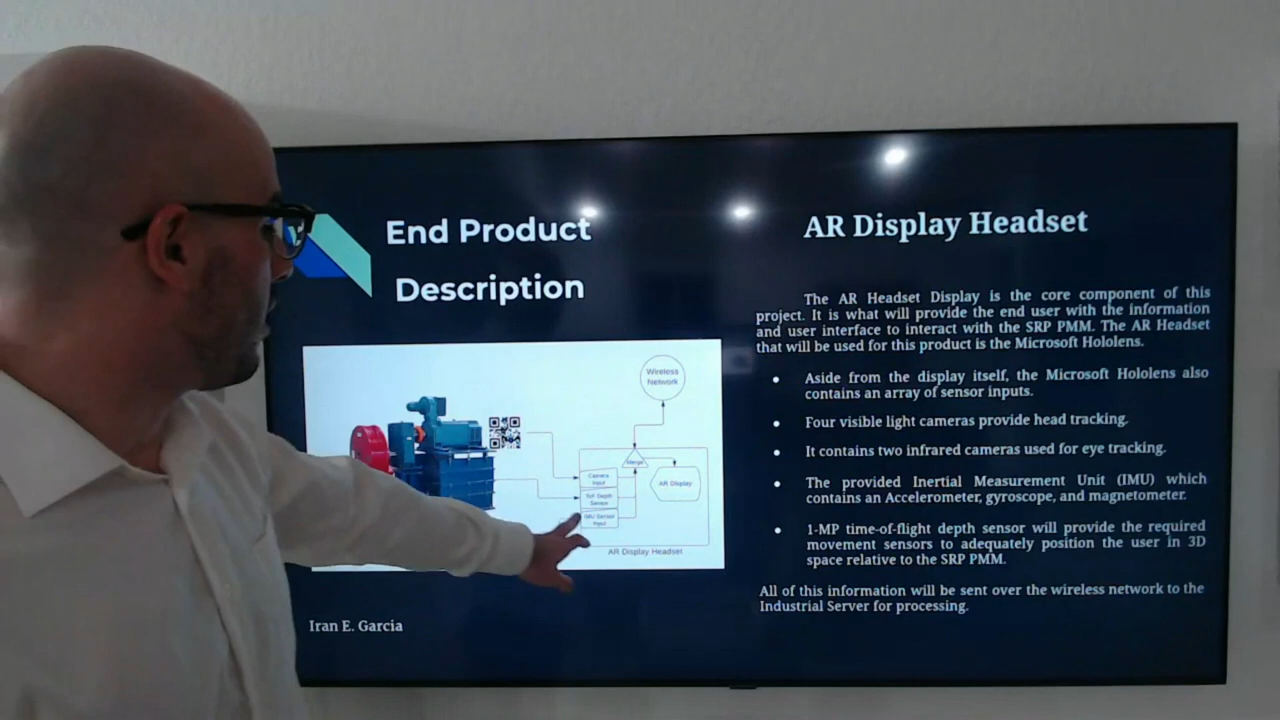 End Product
Description
AR Display Headset
The AR Headset Display is the core component of this
project. It is what will provide the end user with the information
and user interface to interact with the SRP PMM. The AR Headset
that will be used for this product is the Microsoft Hololens.
• Aside from the display itself, the Microsoft Hololens also
contains an array of sensor inputs.
• Four visible light cameras provide head tracking.
• It contains two infrared cameras used for eye tracking.
• The provided Inertial Measurement Unit (IMU) which
contains an Accelerometer, gyroscope, and magnetometer.
• 1-MP time-of-flight depth sensor will provide the required
movement sensors to adequately position the user in 3D
space relative to the SRP PMM.
All of this information will be sent over the wireless network to the
Industrial Server for processing.
Wireless
Network
Merge
Camera
Input
ToF Depth
Sensor
IMU Sensor
Input
AR Display
AR Display Headset
Iran E. Garcia